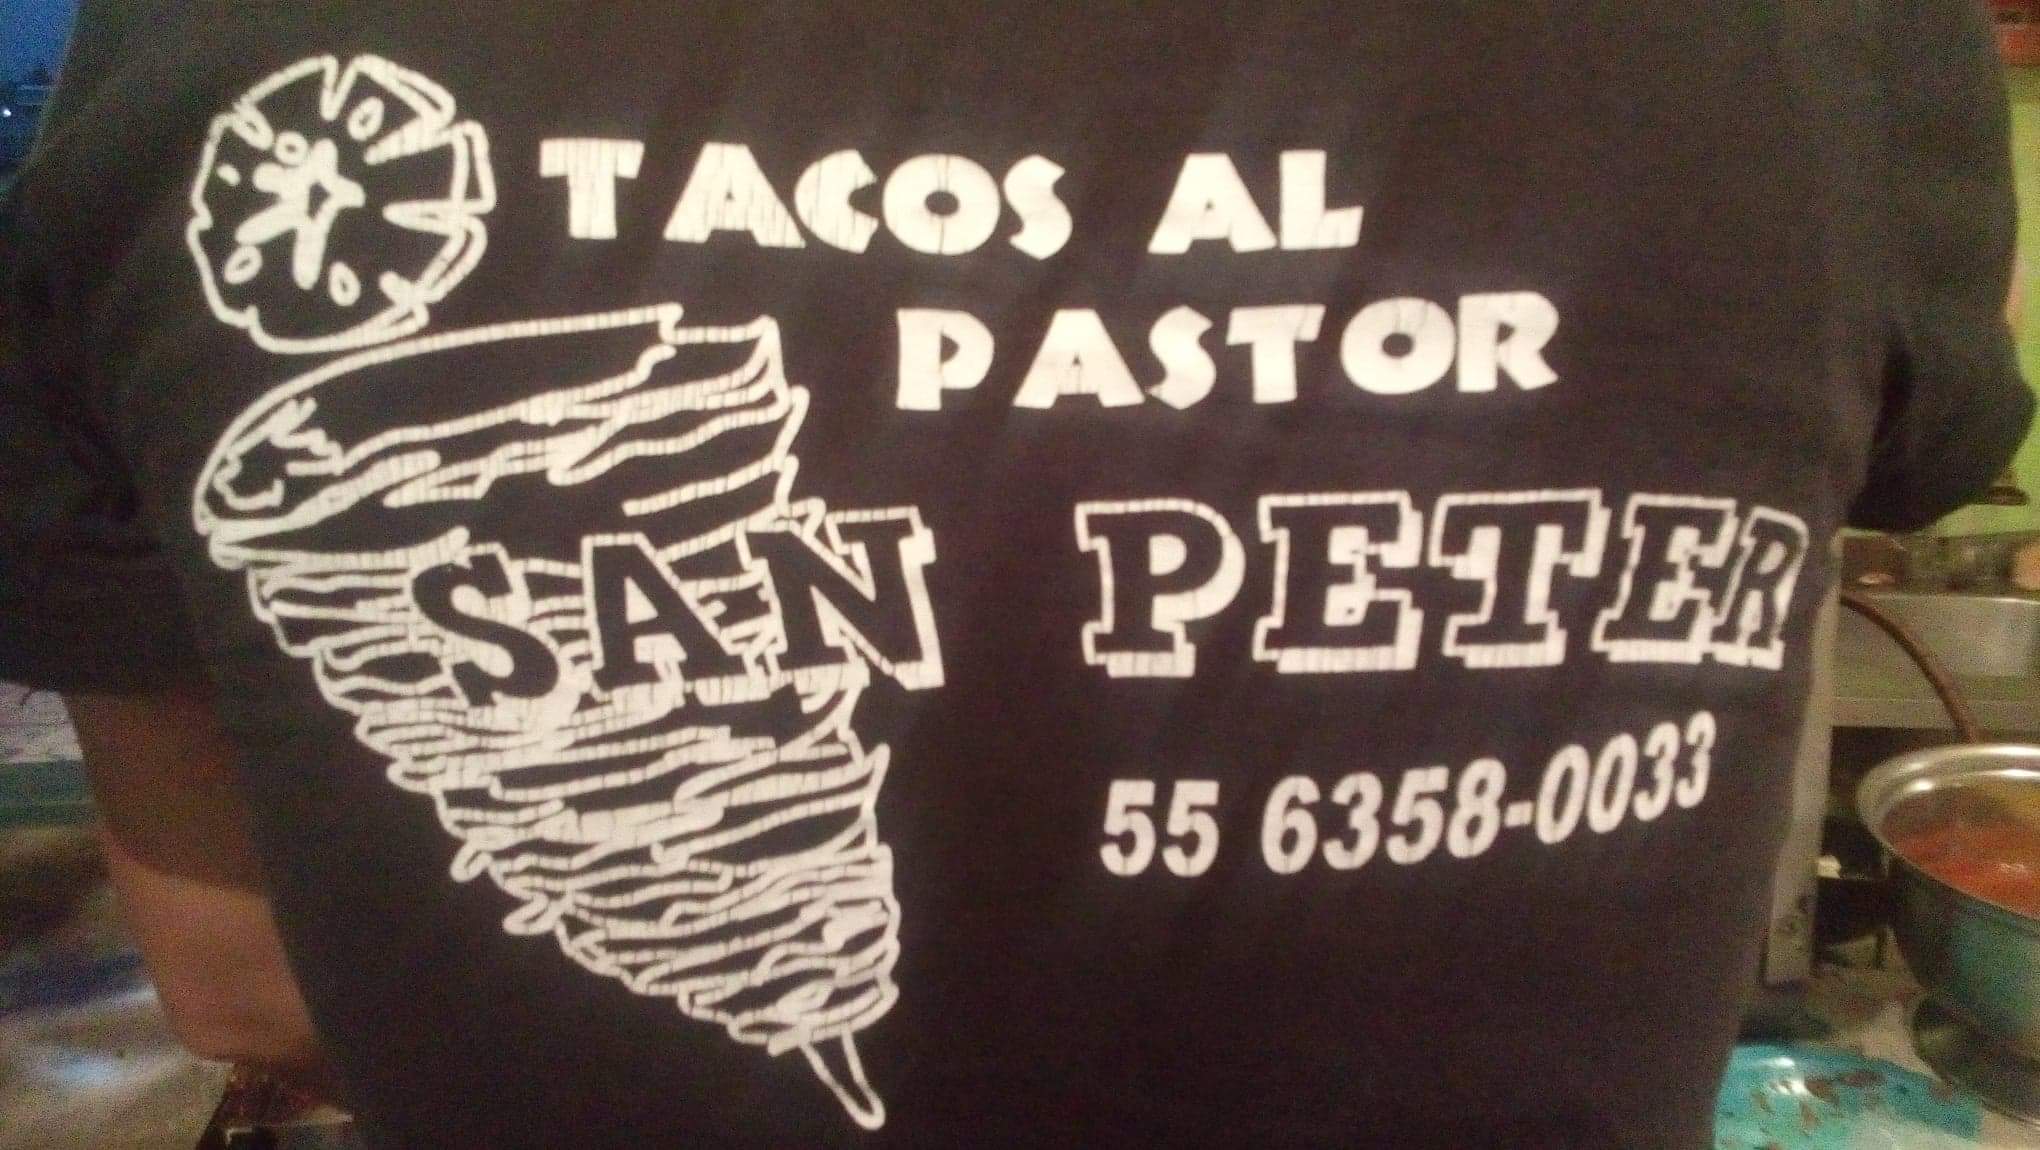 TACOS AL
PASTOR
SAN PETER
55 6358-0033